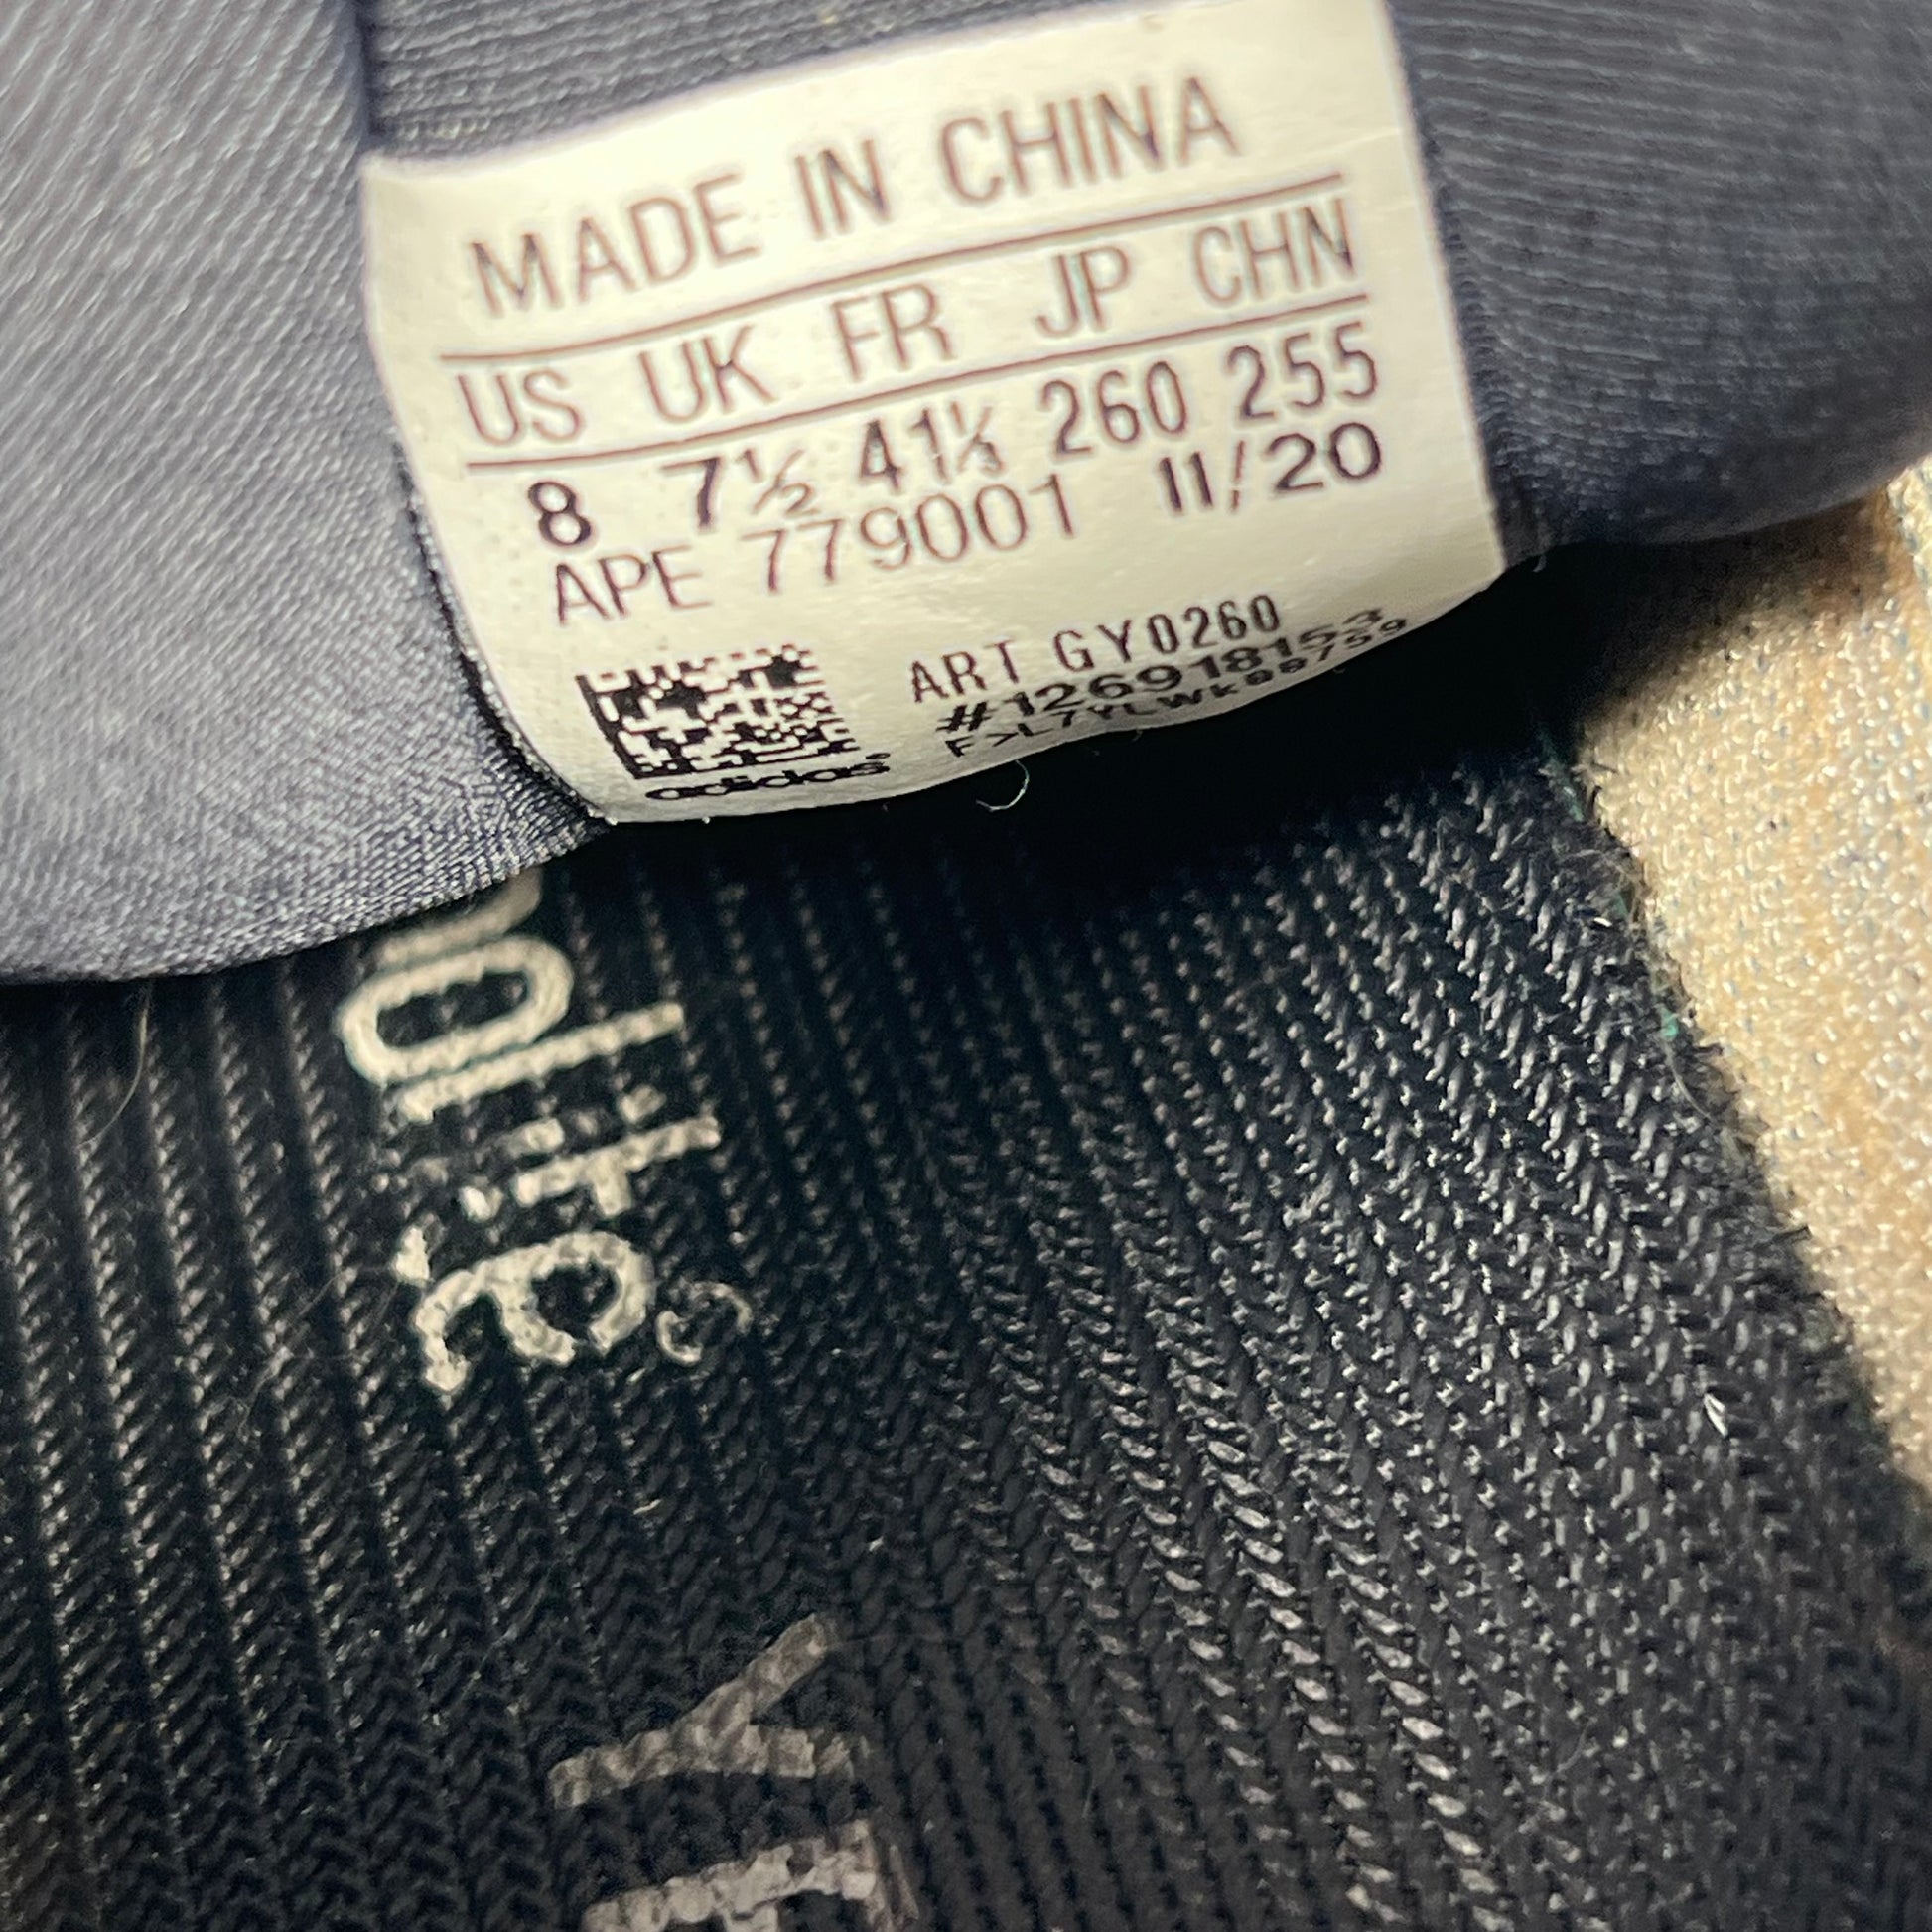 MADE IN CHINA
US UK FR JP CHN
8 7½ 41⅓ 260 255
APE 779001 11/20
ART GY0260
#126918153
adidas